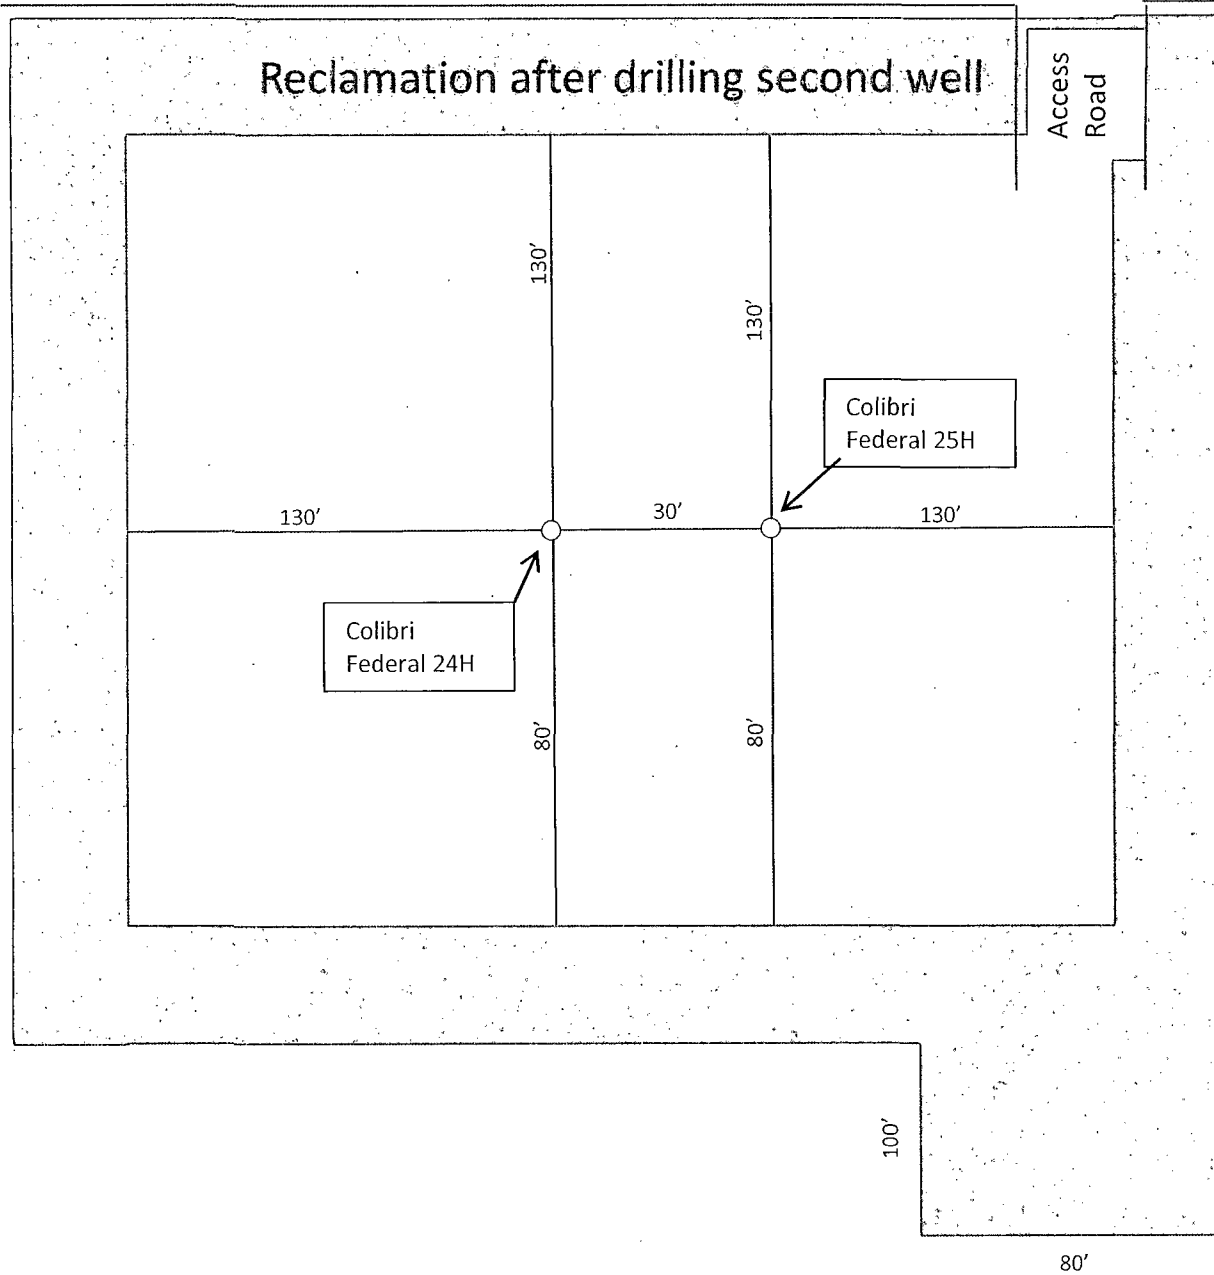 Reclamation after drilling second well
Access
Road
130'
130'
Colibri
Federal 25H
130'
30'
130'
Colibri
Federal 24H
80'
80'
100'
80'